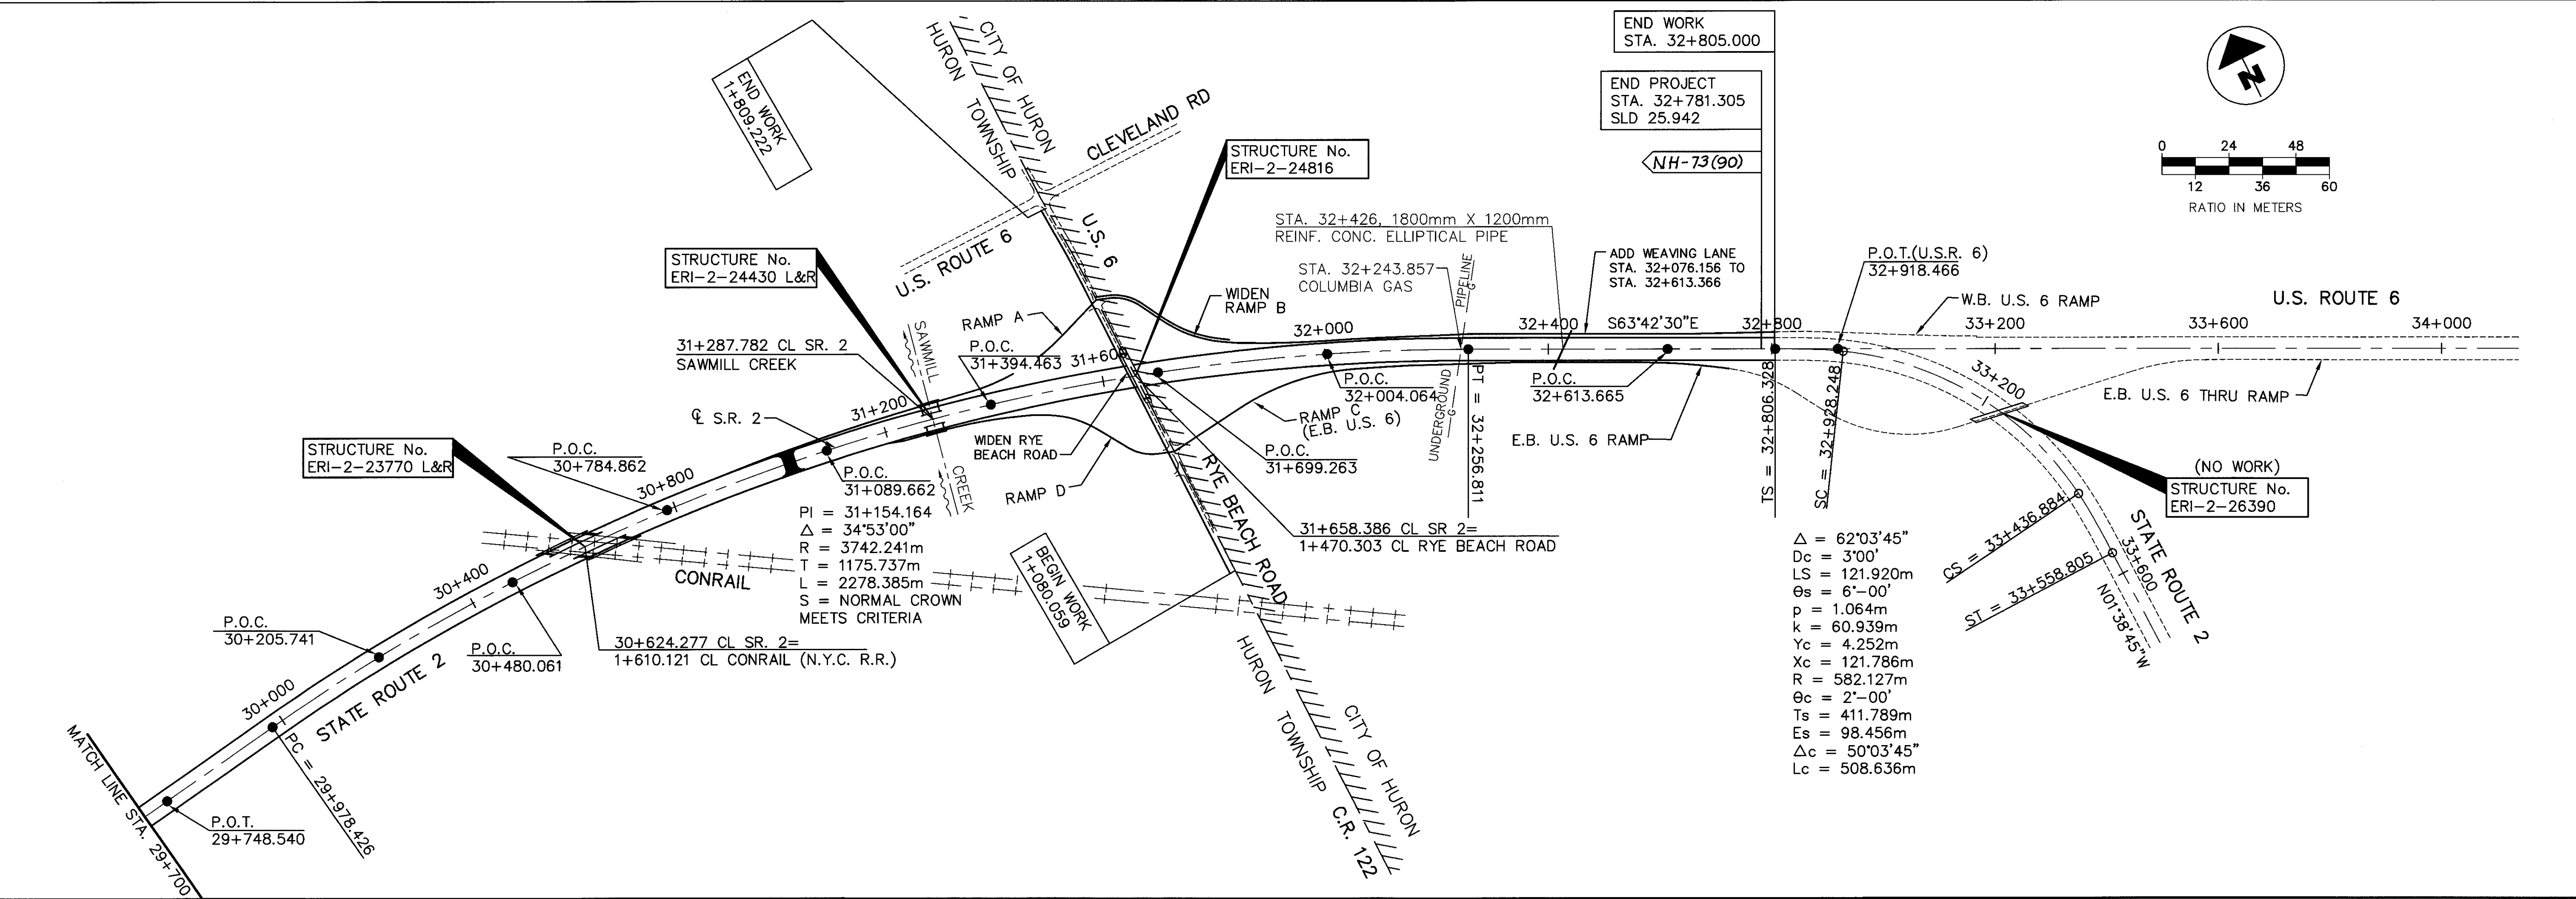 END WORK
STA. 32+805.000
END PROJECT
STA. 32+781.305
SLD 25.942
NH-73(90)
N
0 24 48
12 36 60
RATIO IN METERS
END WORK
1+809.222
CITY OF HURON
HURON TOWNSHIP
CLEVELAND RD
U.S. ROUTE 6
U.S. 6
STRUCTURE No.
ERI-2-24816
STRUCTURE No.
ERI-2-24430 L&R
STA. 32+426, 1800mm X 1200mm
REINF. CONC. ELLIPTICAL PIPE
STA. 32+243.857
COLUMBIA GAS
PIPELINE
G
UNDERGROUND
G
ADD WEAVING LANE
STA. 32+076.156 TO
STA. 32+613.366
P.O.T.(U.S.R. 6)
32+918.466
W.B. U.S. 6 RAMP
U.S. ROUTE 6
WIDEN
RAMP B
RAMP A
32+000
32+400
S63°42'30"E
32+800
33+200
33+600
34+000
31+287.782 CL SR. 2
SAWMILL CREEK
SAWMILL
CREEK
P.O.C.
31+394.463
31+600
31+200
℄ S.R. 2
WIDEN RYE
BEACH ROAD
RAMP D
RAMP C
(E.B. U.S. 6)
P.O.C.
32+004.064
P.O.C.
31+699.263
PT = 32+256.811
P.O.C.
32+613.665
E.B. U.S. 6 RAMP
TS = 32+806.328
SC = 32+928.248
33+200
E.B. U.S. 6 THRU RAMP
(NO WORK)
STRUCTURE No.
ERI-2-26390
STRUCTURE No.
ERI-2-23770 L&R
P.O.C.
30+784.862
30+800
P.O.C.
31+089.662
PI = 31+154.164
Δ = 34°53'00"
R = 3742.241m
T = 1175.737m
L = 2278.385m
S = NORMAL CROWN
MEETS CRITERIA
CONRAIL
RYE BEACH ROAD
31+658.386 CL SR 2=
1+470.303 CL RYE BEACH ROAD
BEGIN WORK
1+080.059
HURON TOWNSHIP
CITY OF HURON
C.R. 122
Δ = 62°03'45"
Dc = 3°00'
LS = 121.920m
Θs = 6°-00'
p = 1.064m
k = 60.939m
Yc = 4.252m
Xc = 121.786m
R = 582.127m
Θc = 2°-00'
Ts = 411.789m
Es = 98.456m
Δc = 50°03'45"
Lc = 508.636m
CS = 33+436.884
ST = 33+558.805
33+600
STATE ROUTE 2
N01°38'45"W
30+400
P.O.C.
30+205.741
P.O.C.
30+480.061
30+624.277 CL SR. 2=
1+610.121 CL CONRAIL (N.Y.C. R.R.)
30+000
STATE ROUTE 2
PC = 29+978.426
P.O.T.
29+748.540
MATCH LINE STA. 29+700